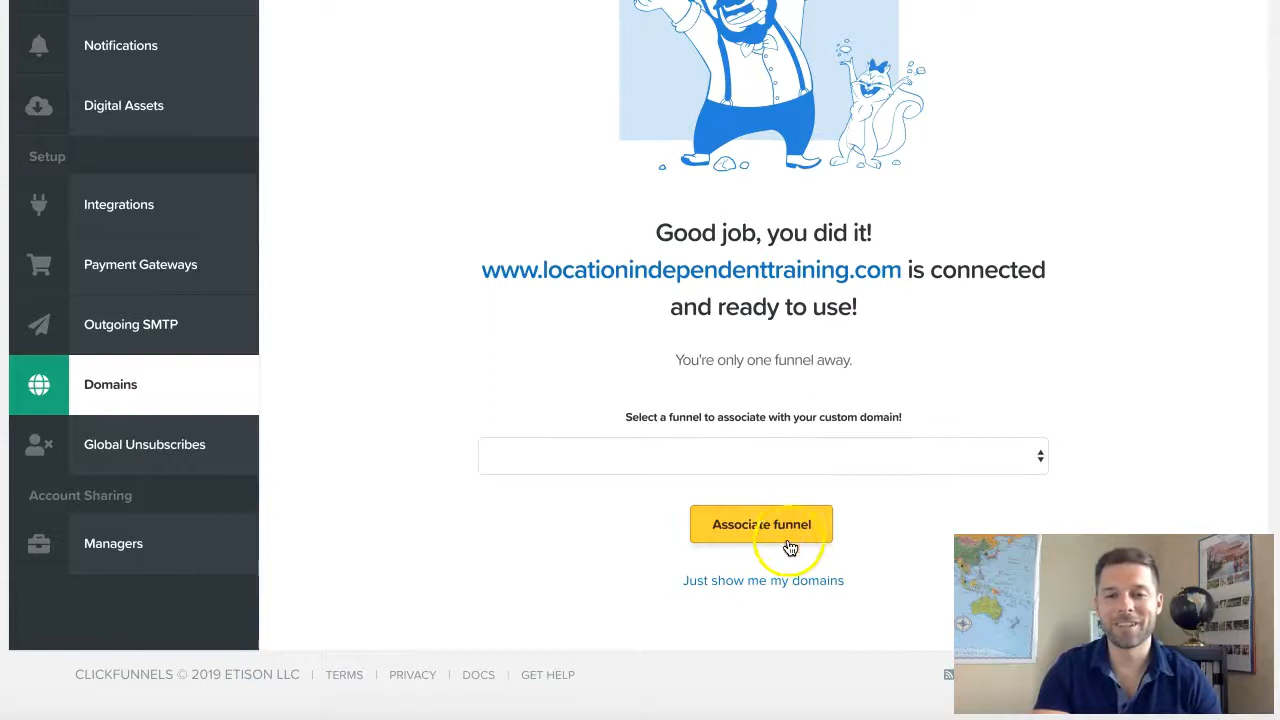 Notifications
Digital Assets
Setup
Integrations
Payment Gateways
Outgoing SMTP
Domains
Global Unsubscribes
Account Sharing
Managers
Good job, you did it!
www.locationindependenttraining.com is connected
and ready to use!
You're only one funnel away.
Select a funnel to associate with your custom domain!
Associate funnel
Just show me my domains
CLICKFUNNELS © 2019 ETISON LLC | TERMS | PRIVACY | DOCS | GET HELP